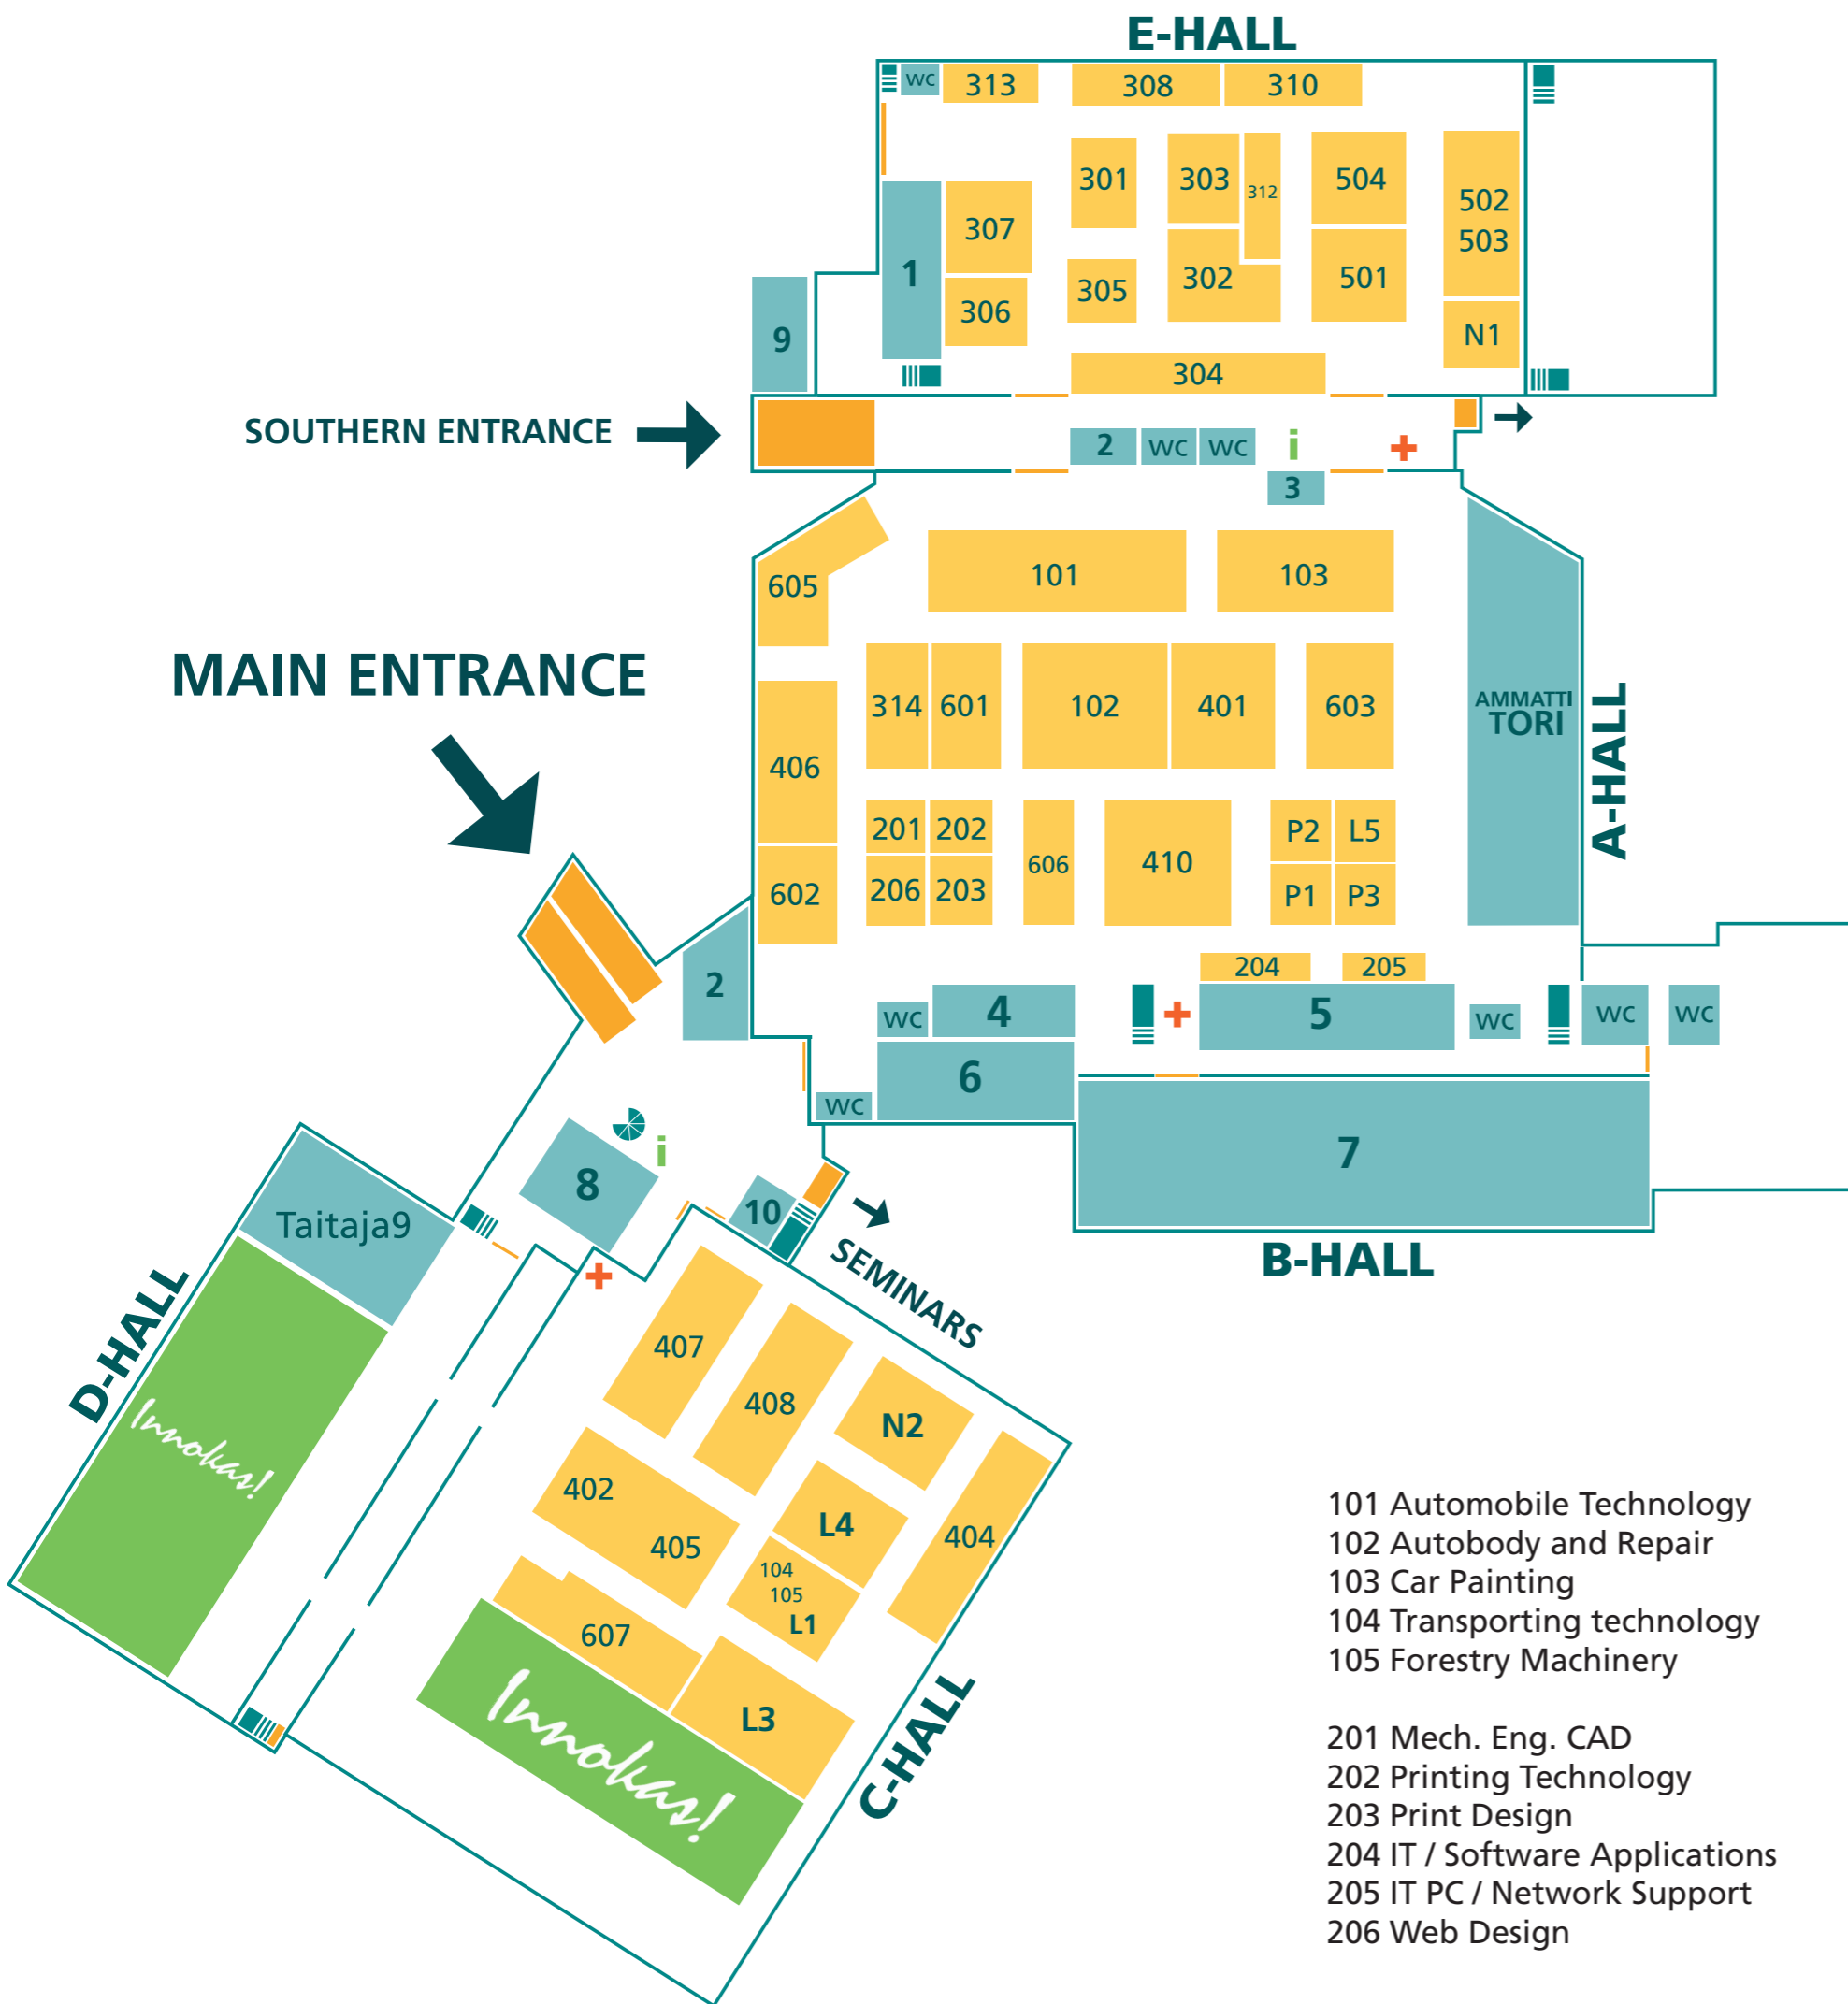 E-HALL
wc
313
308
310
301
303
312
504
502
503
307
1
302
501
305
306
9
N1
304
SOUTHERN ENTRANCE
2
wc
wc
i
3
101
103
605
MAIN ENTRANCE
314
601
102
401
603
AMMATTI
TORI
A-HALL
406
201
202
606
410
P2
L5
602
206
203
P1
P3
204
205
2
wc
4
5
wc
wc
wc
6
wc
7
i
8
10
SEMINARS
B-HALL
Taitaja9
D-HALL
Innokas!
407
408
N2
402
405
L4
404
104
105
L1
607
L3
Innokas!
C-HALL
101 Automobile Technology
102 Autobody and Repair
103 Car Painting
104 Transporting technology
105 Forestry Machinery
201 Mech. Eng. CAD
202 Printing Technology
203 Print Design
204 IT / Software Applications
205 IT PC / Network Support
206 Web Design